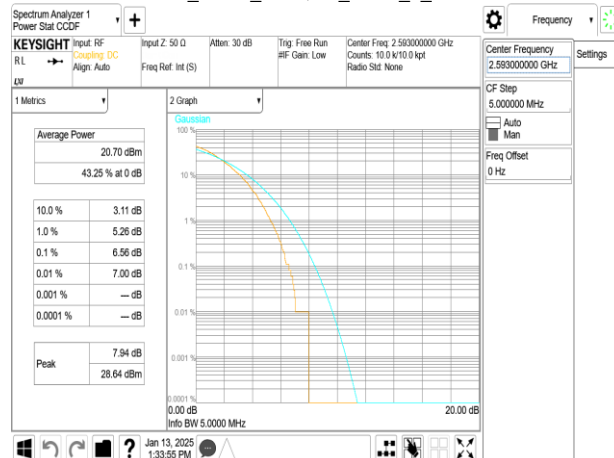 Spectrum Analyzer 1
Power Stat CCDF
Frequency
KEYSIGHT
RL
Input: RF
Coupling: DC
Align: Auto
Input Z: 50 Ω
Freq Ref: Int (S)
Atten: 30 dB
Trig: Free Run
#IF Gain: Low
Center Freq: 2.593000000 GHz
Counts: 10.0 k/10.0 kpt
Radio Std: None
Center Frequency
2.593000000 GHz
Settings
CF Step
5.000000 MHz
Auto
Man
Freq Offset
0 Hz
1 Metrics
2 Graph
Gaussian
Average Power
20.70 dBm
43.25 % at 0 dB
10.0 % 3.11 dB
1.0 % 5.26 dB
0.1 % 6.56 dB
0.01 % 7.00 dB
0.001 % --- dB
0.0001 % --- dB
Peak
7.94 dB
28.64 dBm
100 %
10 %
1 %
0.1 %
0.01 %
0.001 %
0.0001 %
0.00 dB
20.00 dB
Info BW 5.0000 MHz
?
Jan 13, 2025
1:33:55 PM